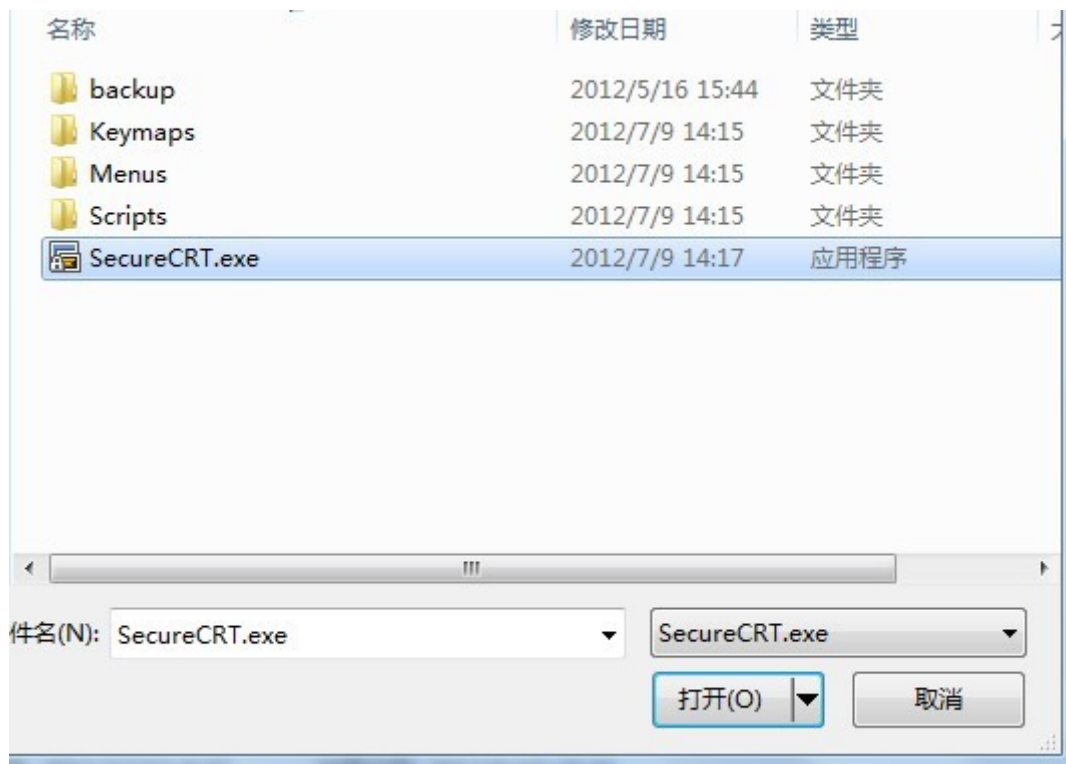 名称 修改日期 类型
backup 2012/5/16 15:44 文件夹
Keymaps 2012/7/9 14:15 文件夹
Menus 2012/7/9 14:15 文件夹
Scripts 2012/7/9 14:15 文件夹
SecureCRT.exe 2012/7/9 14:17 应用程序
件名(N): SecureCRT.exe SecureCRT.exe
打开(O) 取消